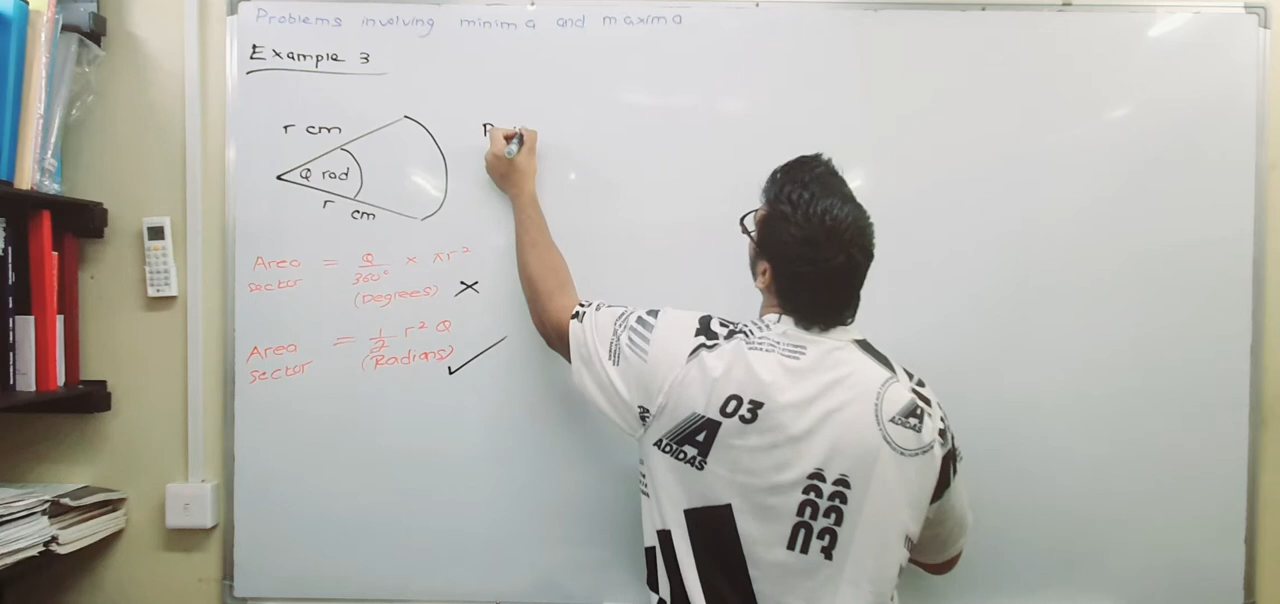 Problems involving minima and maxima
Example 3
r cm
Q rad
r cm
Area sector = Q/360° × πr²
(Degrees) ×
Area sector = 1/2 r² Q
(Radians) ✓
03
ADIDAS
ADIDAS